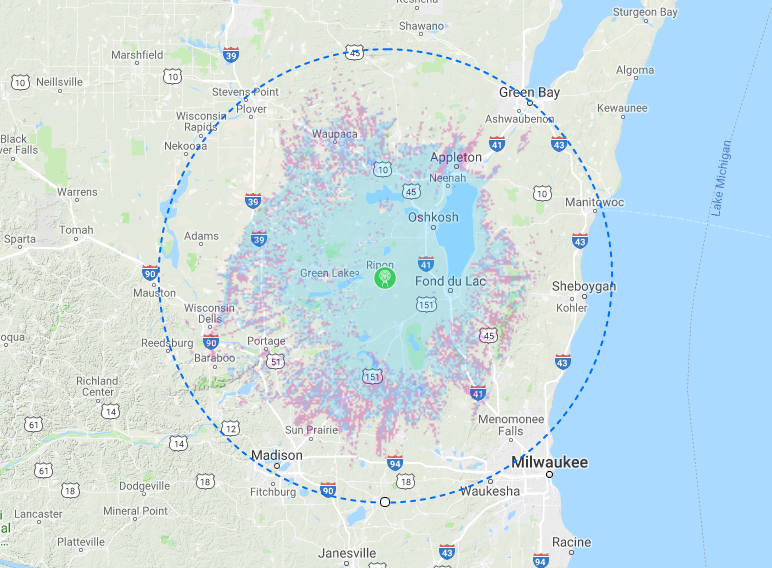 Sturgeon Bay
Shawano
45
Marshfield
39
Algoma
10
Neillsville
10
Stevens Point
Green Bay
Plover
Kewaunee
Wisconsin
Rapids
Ashwaubenon
Waupaca
Black
er Falls
Nekoosa
41
43
Appleton
Lake Michigan
10
Neenah
Warrens
39
45
10
Manitowoc
Oshkosh
Tomah
Sparta
Adams
39
43
90
Ripon
41
Green Lake
Fond du Lac
Mauston
Sheboygan
151
Kohler
Wisconsin
Dells
oqua
Reedsburg
90
Portage
45
Baraboo
51
43
Richland
Center
151
41
14
61
12
Sun Prairie
Menomonee
Falls
14
Madison
94
Milwaukee
61
18
18
18
Dodgeville
Fitchburg
90
Waukesha
Lancaster
Mineral Point
i
al
Platteville
Racine
Janesville
43
94